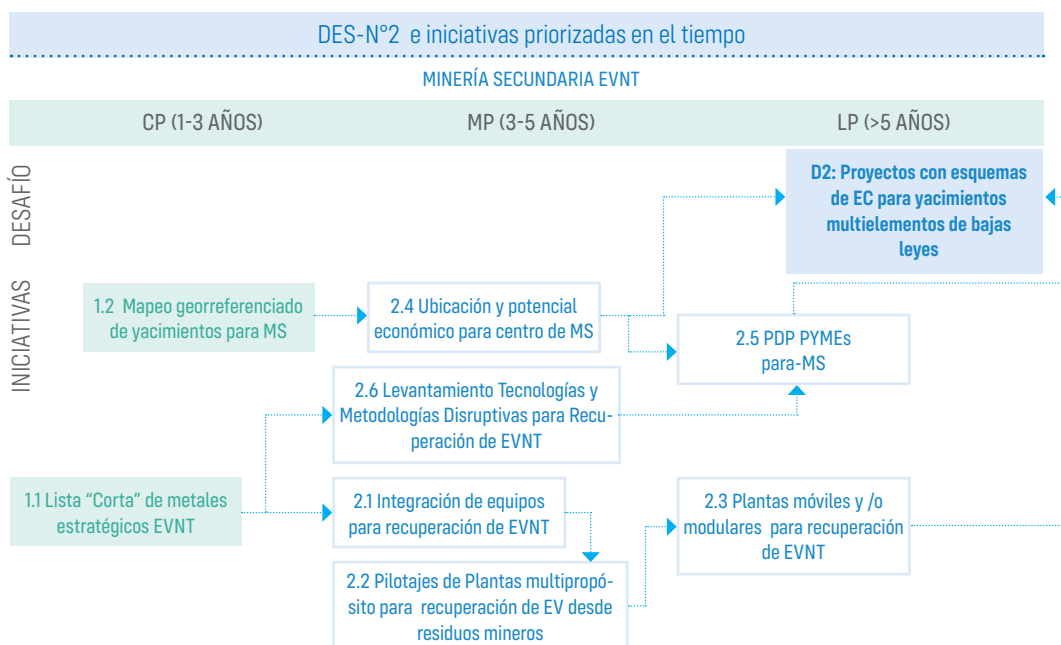 DES-N°2 e iniciativas priorizadas en el tiempo
MINERÍA SECUNDARIA EVNT
CP (1-3 AÑOS)
MP (3-5 AÑOS)
LP (>5 AÑOS)
DESAFÍO
D2: Proyectos con esquemas
de EC para yacimientos
multielementos de bajas
leyes
INICIATIVAS
1.2 Mapeo georreferenciado
de yacimientos para MS
2.4 Ubicación y potencial
económico para centro de MS
2.5 PDP PYMEs
para-MS
2.6 Levantamiento Tecnologías y
Metodologías Disruptivas para Recu-
peración de EVNT
1.1 Lista “Corta” de metales
estratégicos EVNT
2.1 Integración de equipos
para recuperación de EVNT
2.3 Plantas móviles y /o
modulares para recuperación
de EVNT
2.2 Pilotajes de Plantas multipropó-
sito para recuperación de EV desde
residuos mineros